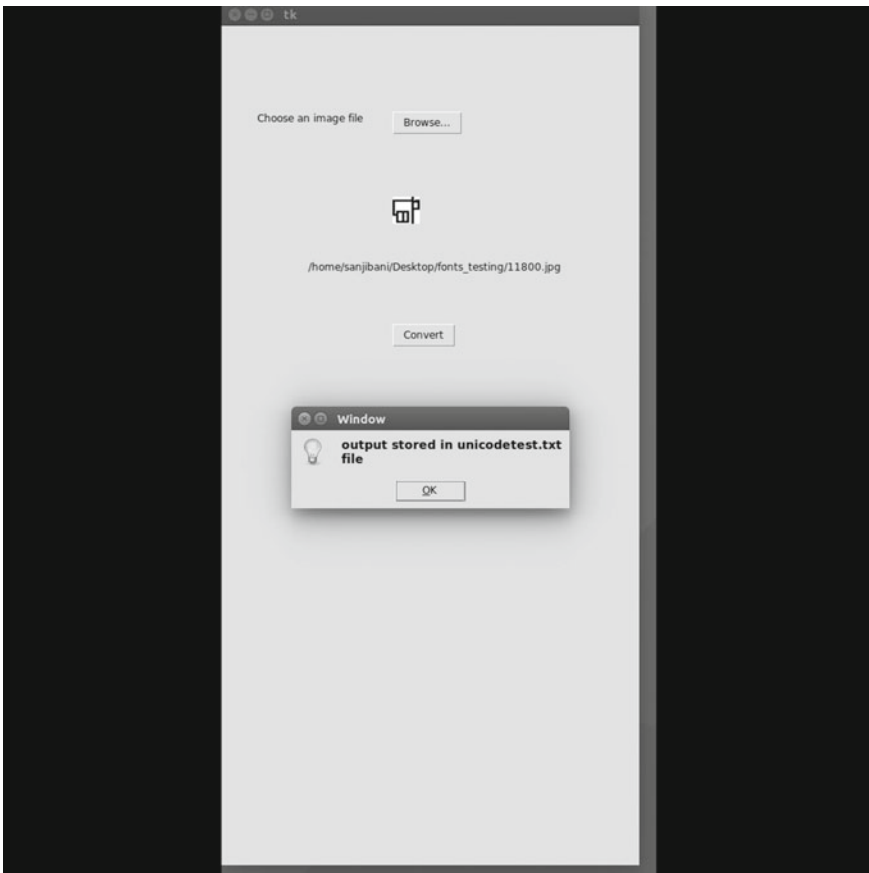 tk
Choose an image file
Browse...
/home/sanjibani/Desktop/fonts_testing/11800.jpg
Convert
Window
output stored in unicodetest.txt
file
OK